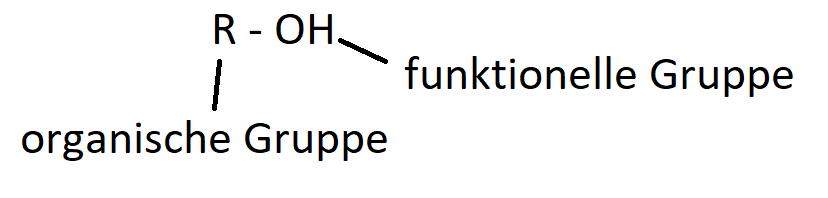 R - OH
funktionelle Gruppe
organische Gruppe